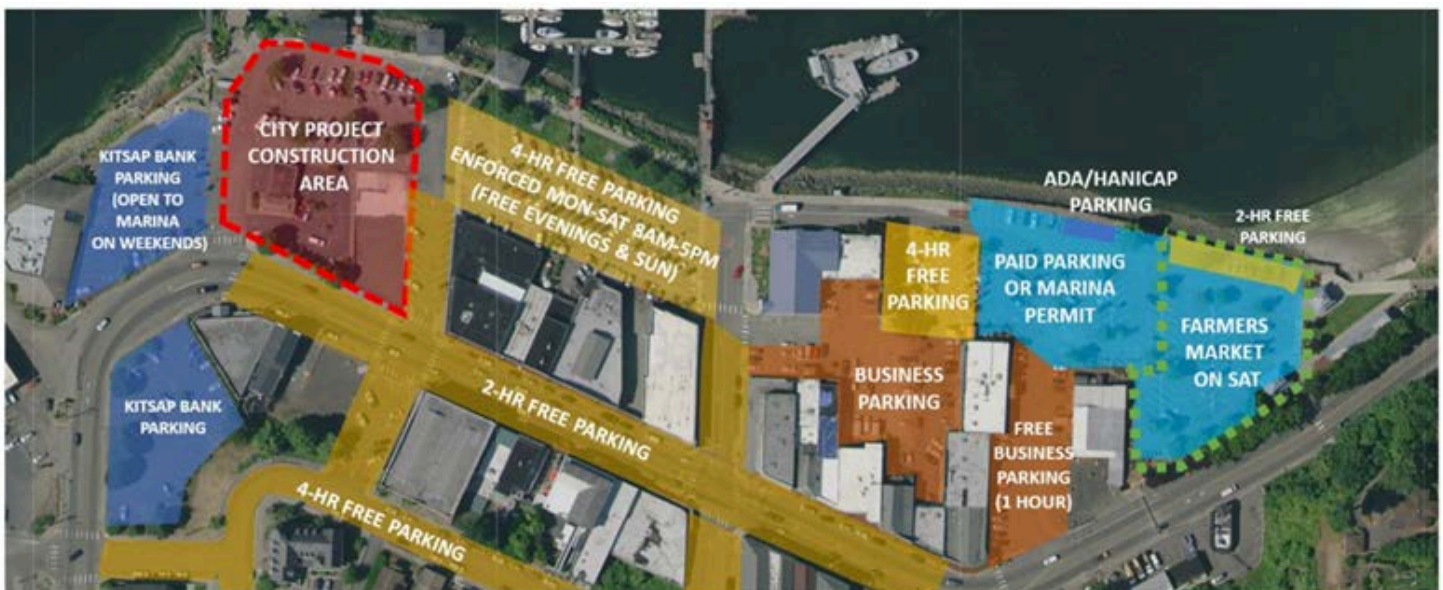 CITY PROJECT
CONSTRUCTION
AREA
KITSAP BANK
PARKING
(OPEN TO
MARINA
ON WEEKENDS)
4-HR FREE PARKING
ENFORCED MON-SAT 8AM-5PM
(FREE EVENINGS & SUN)
ADA/HANICAP
PARKING
2-HR FREE
PARKING
4-HR
FREE
PARKING
PAID PARKING
OR MARINA
PERMIT
FARMERS
MARKET
ON SAT
BUSINESS
PARKING
FREE
BUSINESS
PARKING
(1 HOUR)
KITSAP BANK
PARKING
2-HR FREE PARKING
4-HR FREE PARKING